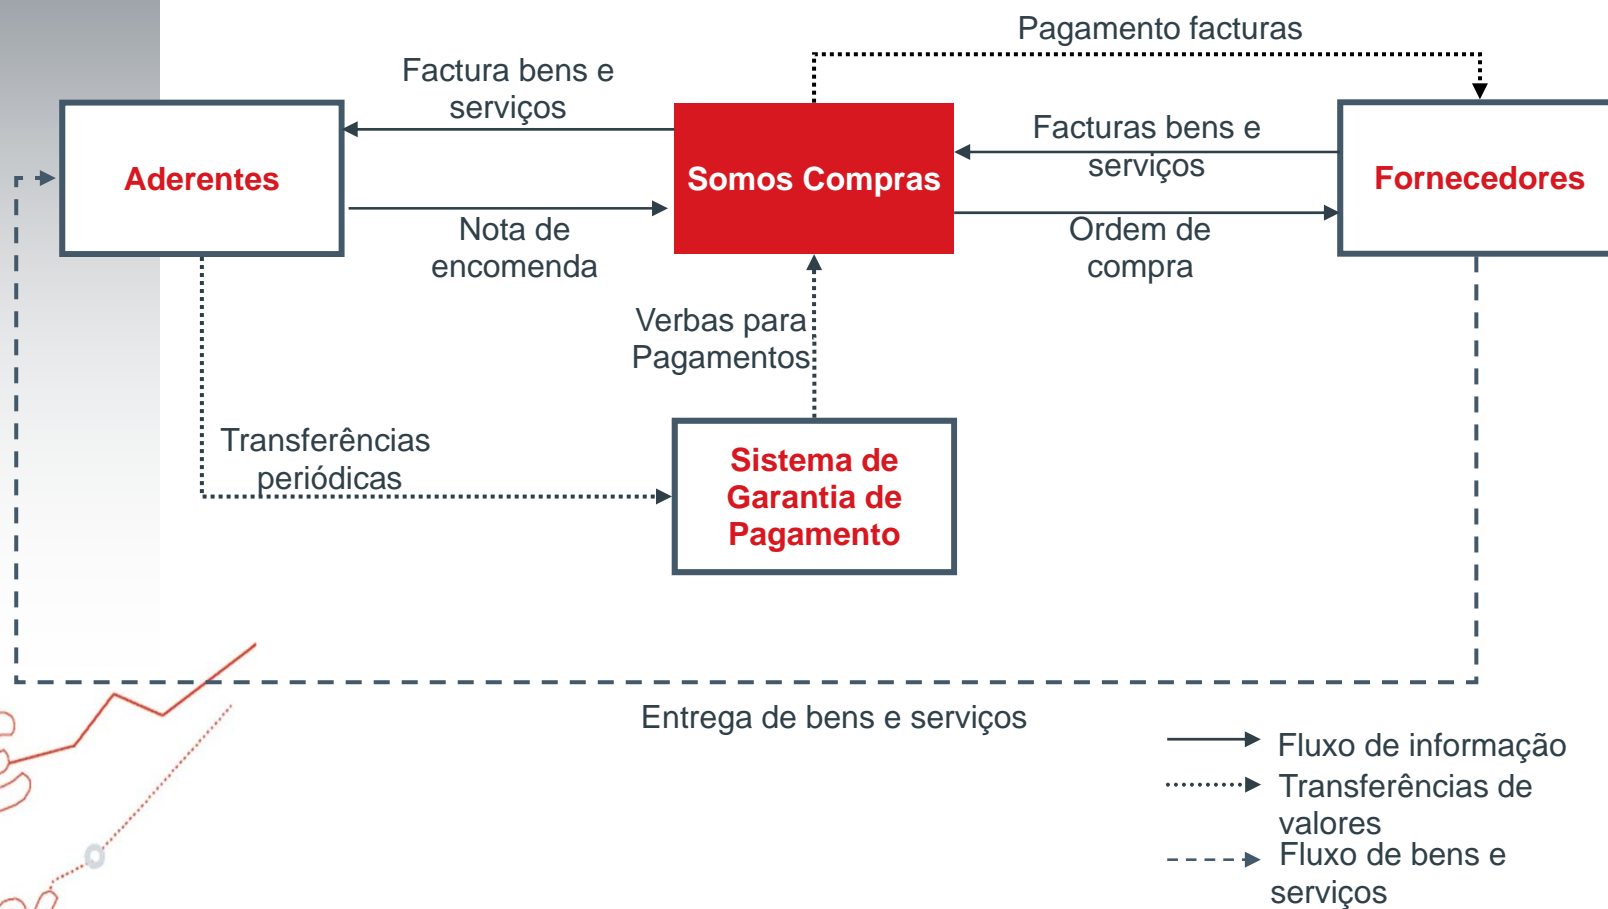 Pagamento facturas
Factura bens e
serviços
Facturas bens e
serviços
Aderentes
Somos Compras
Fornecedores
Nota de
encomenda
Ordem de
compra
Verbas para
Pagamentos
Transferências
periódicas
Sistema de
Garantia de
Pagamento
Entrega de bens e serviços
Fluxo de informação
Transferências de
valores
Fluxo de bens e
serviços